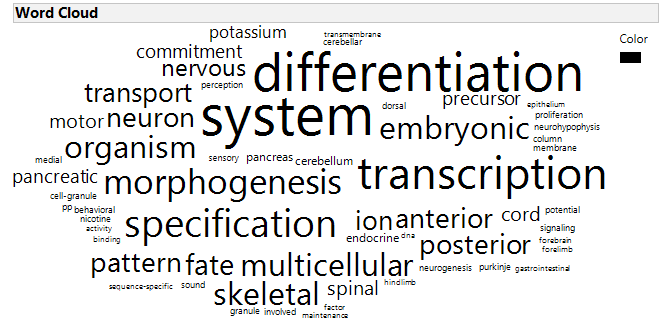 Word Cloud
Color
potassium
transmembrane
cerebellar
commitment
nervous
differentiation
perception
transport
precursor
epithelium
dorsal
system
proliferation
motor
neuron
embryonic
neurohypophysis
column
membrane
organism
medial
sensory
pancreas
cerebellum
pancreatic
morphogenesis
transcription
cell-granule
pp
behavioral
nicotine
activity
binding
specification
ion
anterior
cord
potential
signaling
endocrine
dna
posterior
forebrain
forelimb
pattern
fate
multicellular
neurogenesis
purkinje
gastrointestinal
sequence-specific
sound
skeletal
spinal
hindlimb
granule
involved
factor
maintenance